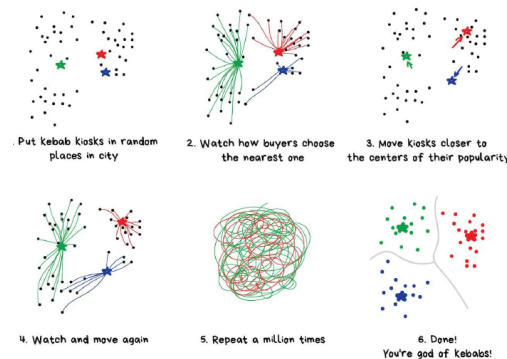 . Put kebab kiosks in random
places in city
2. Watch how buyers choose
the nearest one
3. Move kiosks closer to
the centers of their popularity
4. Watch and move again
5. Repeat a million times
6. Done!
You're god of kebabs!